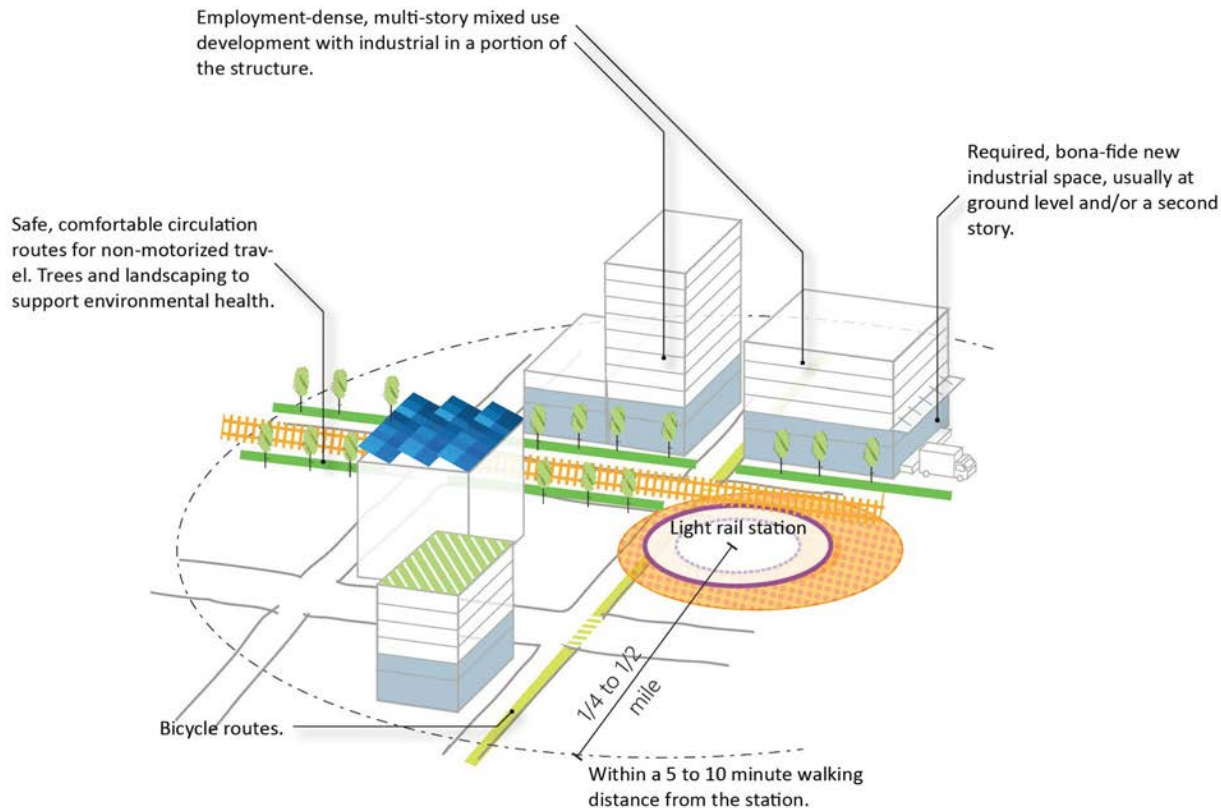 Employment-dense, multi-story mixed use
development with industrial in a portion of
the structure.
Required, bona-fide new
industrial space, usually at
ground level and/or a second
story.
Safe, comfortable circulation
routes for non-motorized trav-
el. Trees and landscaping to
support environmental health.
Light rail station
1/4 to 1/2
mile
Bicycle routes.
Within a 5 to 10 minute walking
distance from the station.